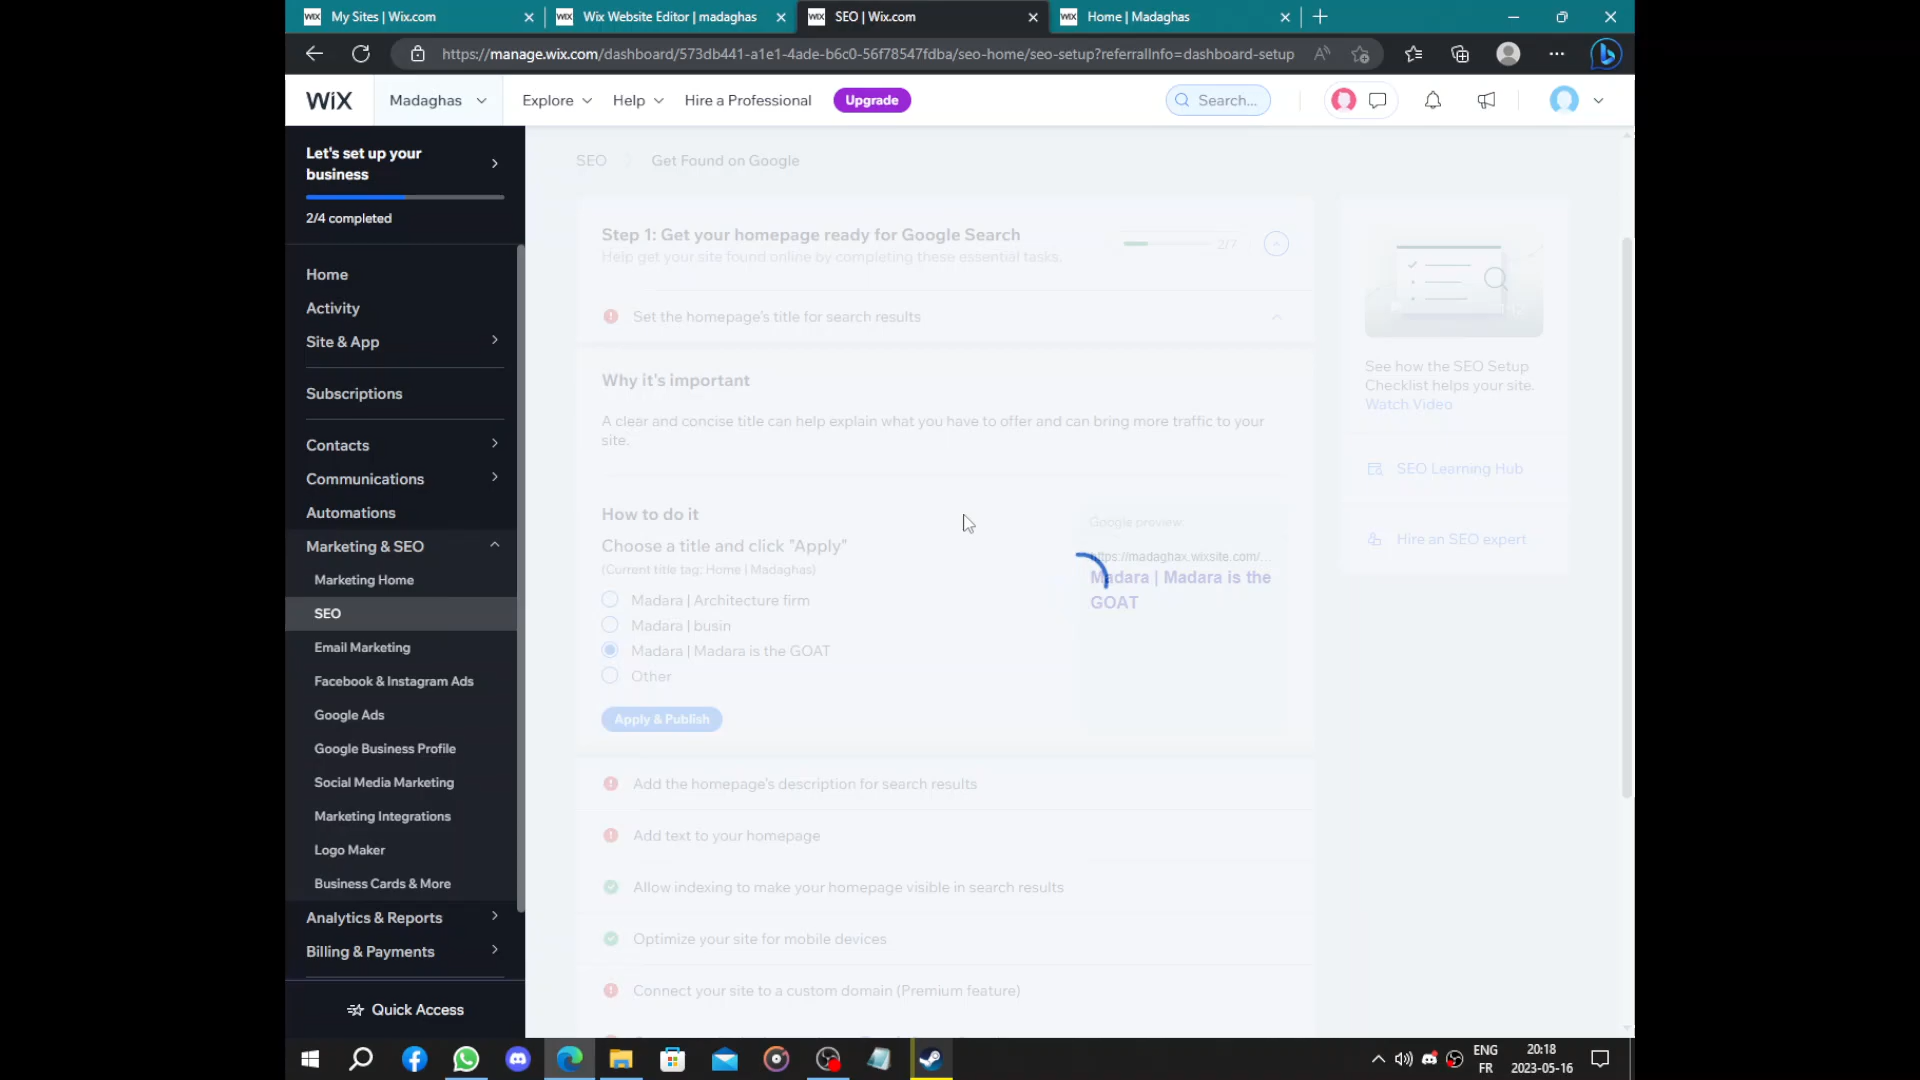 My Sites | Wix.com
Wix Website Editor | madaghas
SEO | Wix.com
Home | Madaghas
https://manage.wix.com/dashboard/573db441-a1e1-4ade-b6c0-56f78547fdba/seo-home/seo-setup?referralInfo=dashboard-setup
WiX
Madaghas
Explore
Help
Hire a Professional
Upgrade
Search...
Let's set up your
business
2/4 completed
Home
Activity
Site & App
Subscriptions
Contacts
Communications
Automations
Marketing & SEO
Marketing Home
SEO
Email Marketing
Facebook & Instagram Ads
Google Ads
Google Business Profile
Social Media Marketing
Marketing Integrations
Logo Maker
Business Cards & More
Analytics & Reports
Billing & Payments
Quick Access
SEO
Get Found on Google
Step 1: Get your homepage ready for Google Search
Help get your site found online by completing these essential tasks.
2/7
Set the homepage's title for search results
Why it's important
A clear and concise title can help explain what you have to offer and can bring more traffic to your
site.
How to do it
Choose a title and click "Apply"
(Current title tag: Home | Madaghas)
Madara | Architecture firm
Madara | busin
Madara | Madara is the GOAT
Other
Apply & Publish
Google preview:
https://madaghax.wixsite.com/...
Madara | Madara is the
GOAT
Add the homepage's description for search results
Add text to your homepage
Allow indexing to make your homepage visible in search results
Optimize your site for mobile devices
Connect your site to a custom domain (Premium feature)
See how the SEO Setup
Checklist helps your site.
Watch Video
SEO Learning Hub
Hire an SEO expert
ENG
FR
20:18
2023-05-16